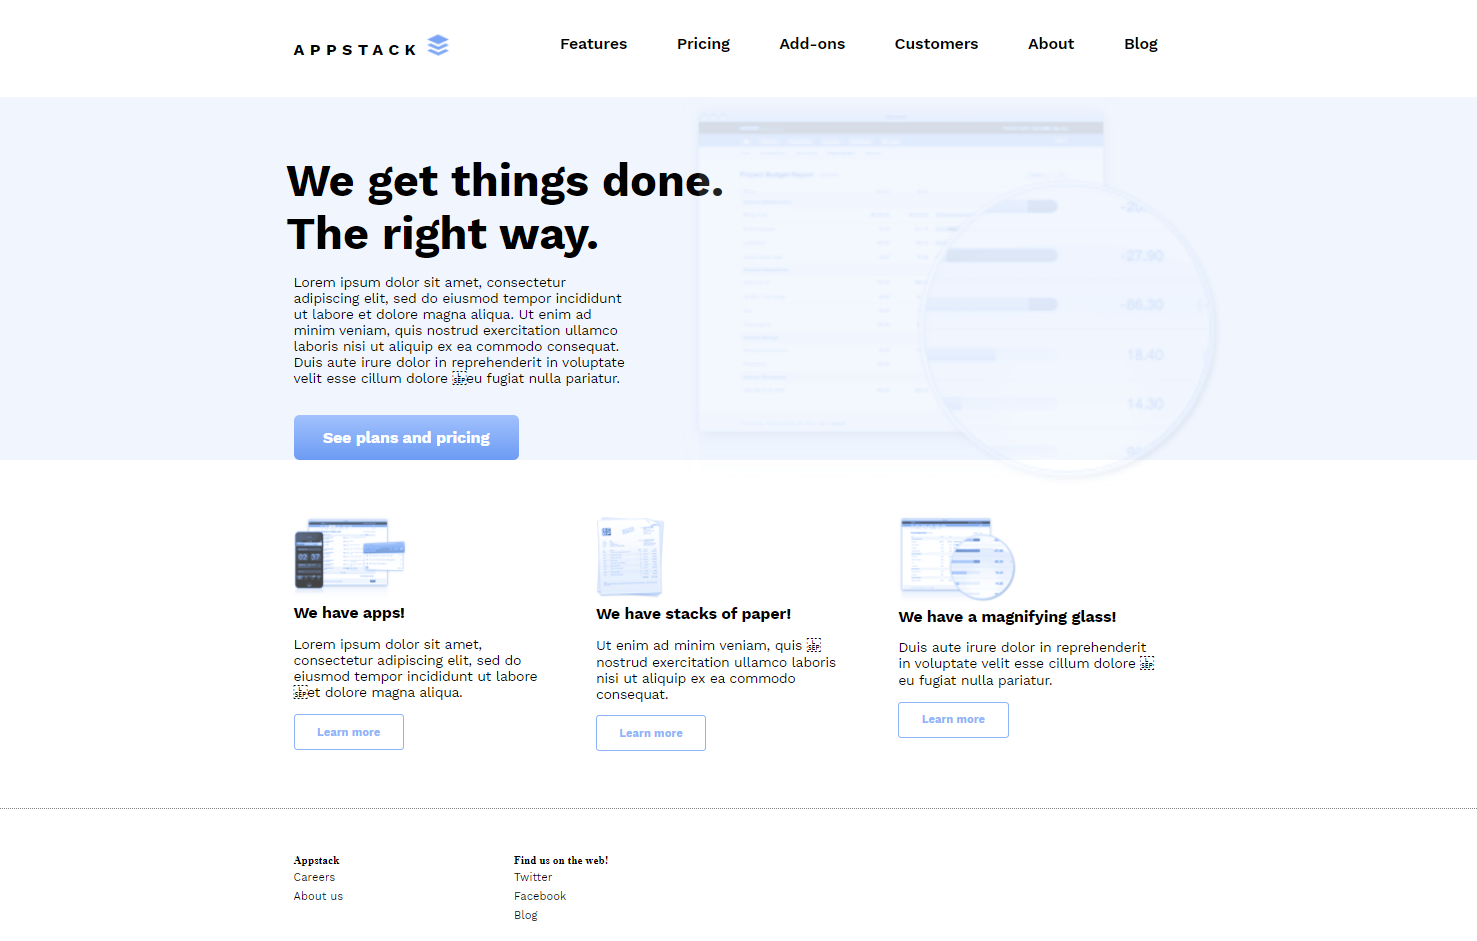 APPSTACK
Features Pricing Add-ons Customers About Blog
We get things done.
The right way.
Lorem ipsum dolor sit amet, consectetur
adipiscing elit, sed do eiusmod tempor incididunt
ut labore et dolore magna aliqua. Ut enim ad
minim veniam, quis nostrud exercitation ullamco
laboris nisi ut aliquip ex ea commodo consequat.
Duis aute irure dolor in reprehenderit in voluptate
velit esse cillum dolore eu fugiat nulla pariatur.
See plans and pricing
-27.90
-86.30
18.40
14.30
We have apps!
Lorem ipsum dolor sit amet,
consectetur adipiscing elit, sed do
eiusmod tempor incididunt ut labore
et dolore magna aliqua.
Learn more
We have stacks of paper!
Ut enim ad minim veniam, quis
nostrud exercitation ullamco laboris
nisi ut aliquip ex ea commodo
consequat.
Learn more
We have a magnifying glass!
Duis aute irure dolor in reprehenderit
in voluptate velit esse cillum dolore
eu fugiat nulla pariatur.
Learn more
Appstack
Careers
About us
Find us on the web!
Twitter
Facebook
Blog